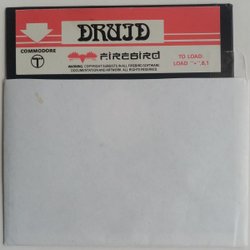 DRUID
COMMODORE
T
FIREBIRD
TO LOAD:
LOAD "*",8,1
WARNING: COPYRIGHT SUBSISTS IN ALL FIREBIRD SOFTWARE
DOCUMENTATION AND ARTWORK. ALL RIGHTS RESERVED.